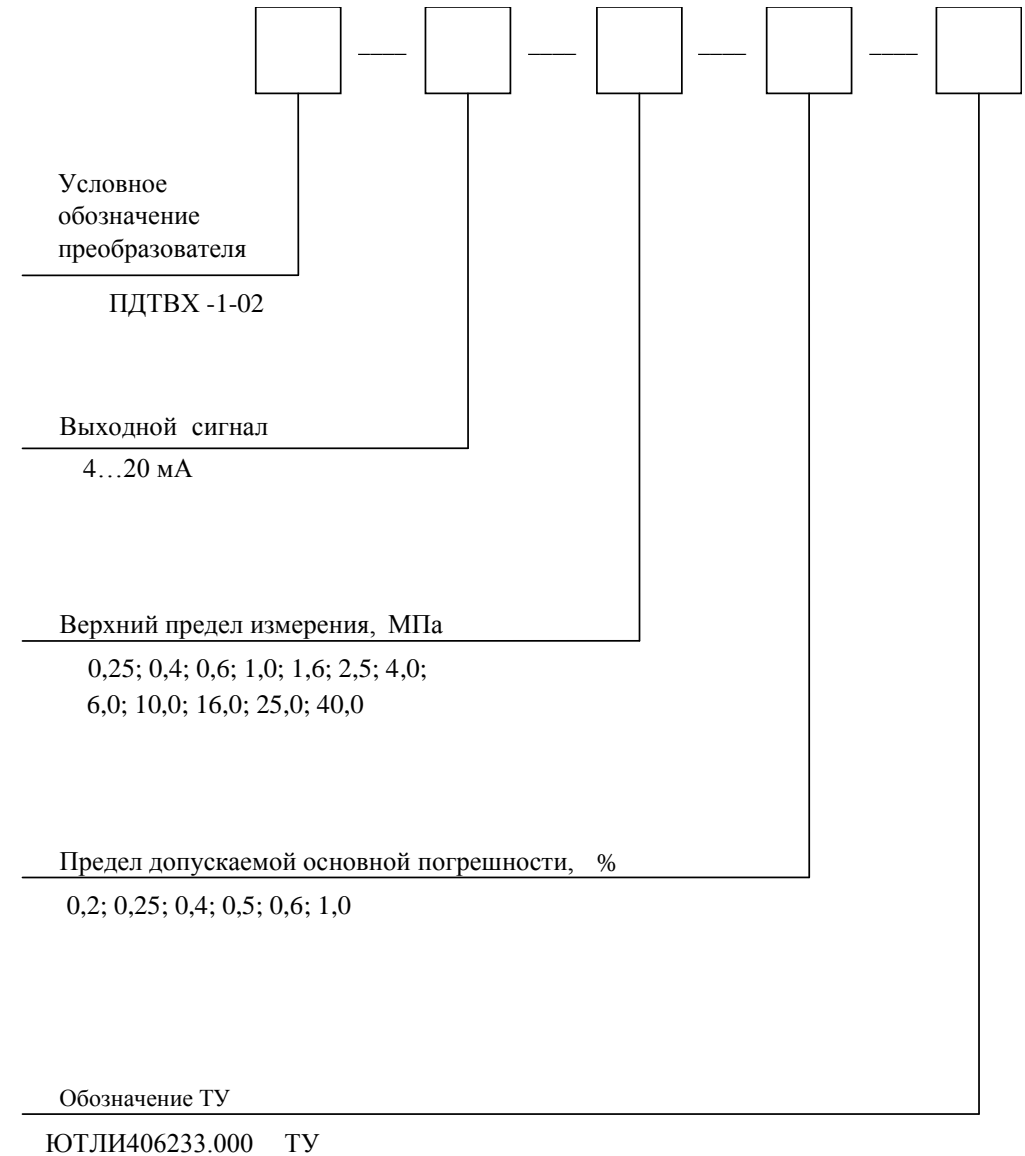 Условное
обозначение
преобразователя
ПДТВХ -1-02
Выходной сигнал
4…20 мА
Верхний предел измерения, МПа
0,25; 0,4; 0,6; 1,0; 1,6; 2,5; 4,0;
6,0; 10,0; 16,0; 25,0; 40,0
Предел допускаемой основной погрешности, %
0,2; 0,25; 0,4; 0,5; 0,6; 1,0
Обозначение ТУ
ЮТЛИ406233.000 ТУ